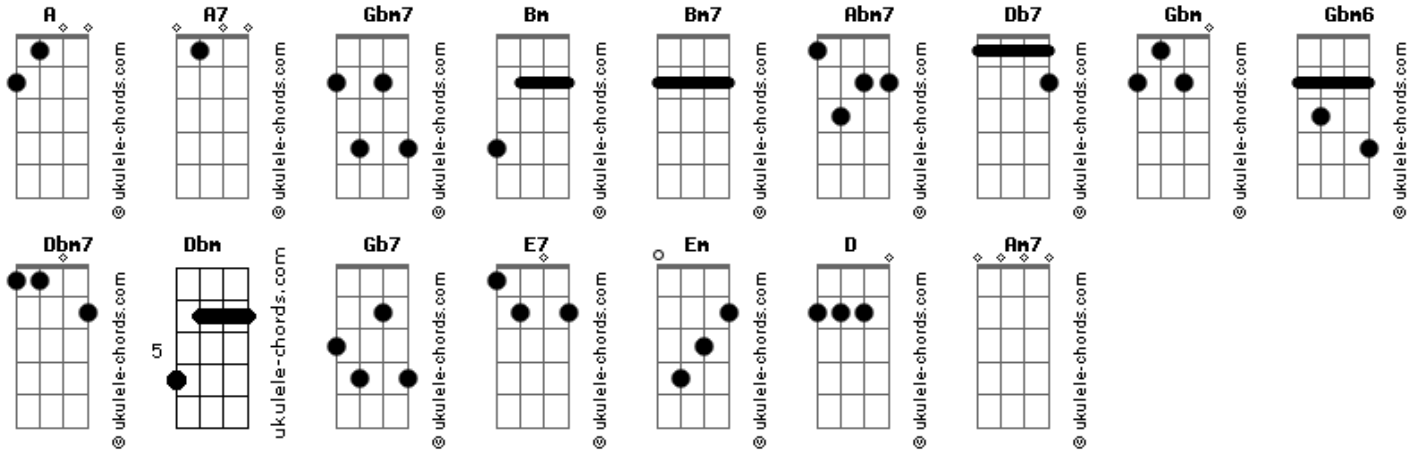 A A7 Gbm7 Bm Bm7 Abm7 Db7 Gbm Gbm6
© ukulele-chords.com © ukulele-chords.com © ukulele-chords.com © ukulele-chords.com © ukulele-chords.com © ukulele-chords.com © ukulele-chords.com © ukulele-chords.com © ukulele-chords.com
Dbm7 Dbm Gb7 E7 Em D Am7
5
© ukulele-chords.com ukulele-chords.com © ukulele-chords.com © ukulele-chords.com © ukulele-chords.com © ukulele-chords.com © ukulele-chords.com